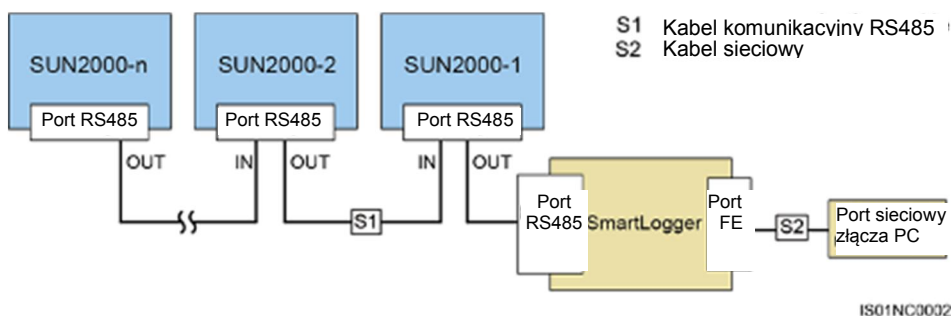 S1 Kabel komunikacyjny RS485
S2 Kabel sieciowy
SUN2000-n
SUN2000-2
SUN2000-1
Port RS485
Port RS485
Port RS485
OUT
IN
OUT
IN
OUT
S1
Port
RS485
SmartLogger
Port
FE
S2
Port sieciowy
złącza PC
IS01NC0002